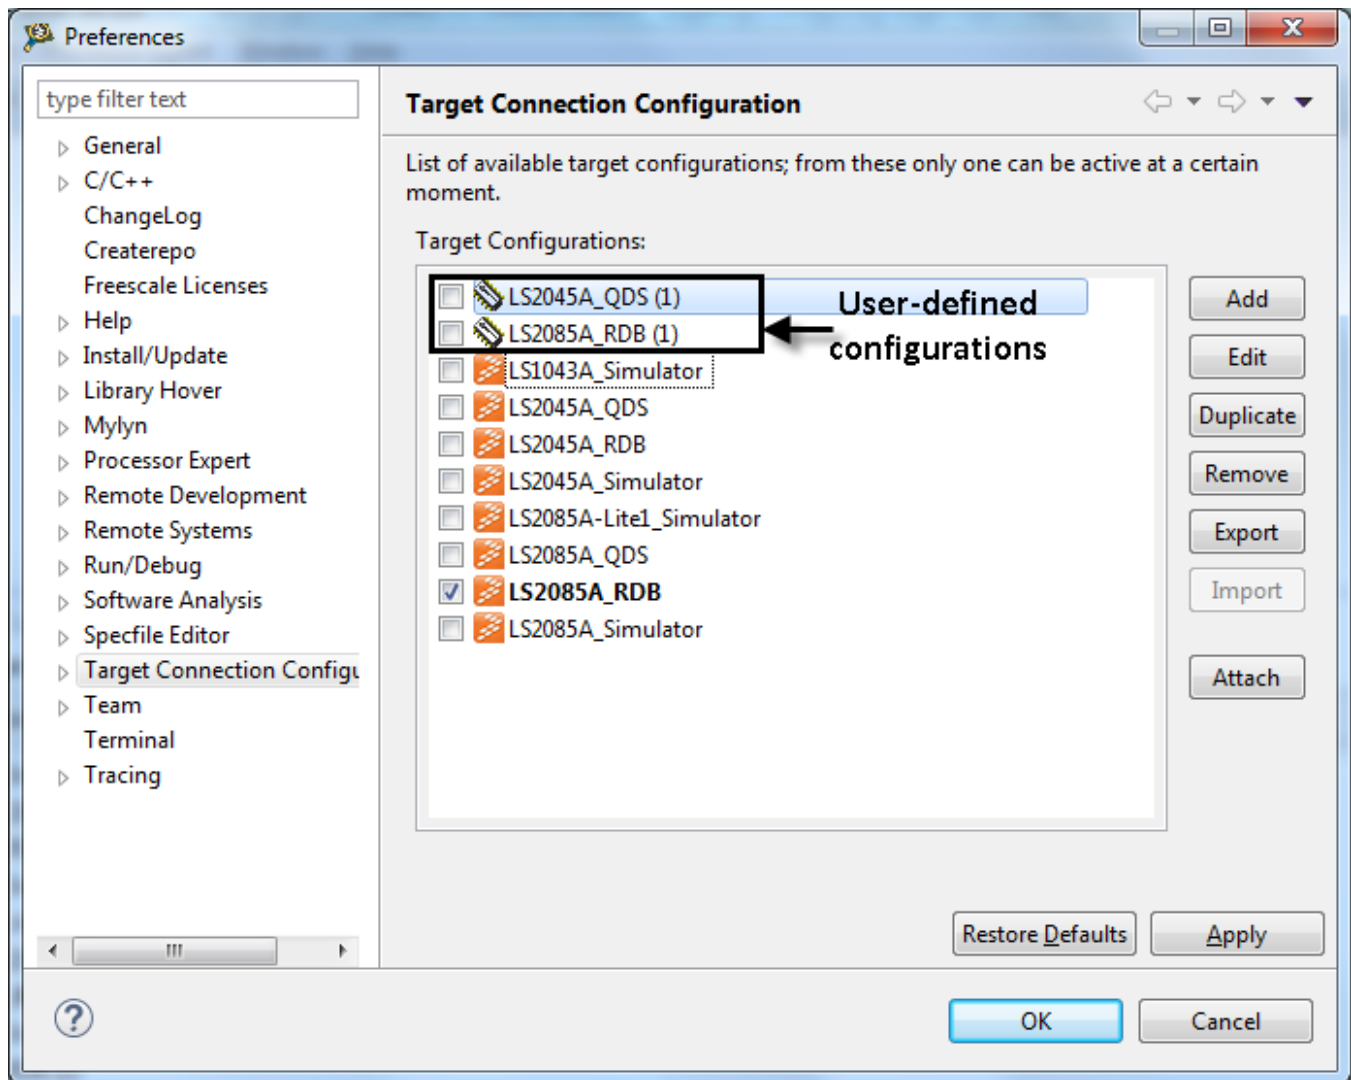 Preferences
type filter text
General
C/C++
ChangeLog
Createrepo
Freescale Licenses
Help
Install/Update
Library Hover
Mylyn
Processor Expert
Remote Development
Remote Systems
Run/Debug
Software Analysis
Specfile Editor
Target Connection Configu
Team
Terminal
Tracing
Target Connection Configuration
List of available target configurations; from these only one can be active at a certain
moment.
Target Configurations:
LS2045A_QDS (1)
LS2085A_RDB (1)
LS1043A_Simulator
LS2045A_QDS
LS2045A_RDB
LS2045A_Simulator
LS2085A-Lite1_Simulator
LS2085A_QDS
LS2085A_RDB
LS2085A_Simulator
User-defined
configurations
Add
Edit
Duplicate
Remove
Export
Import
Attach
Restore Defaults
Apply
OK
Cancel